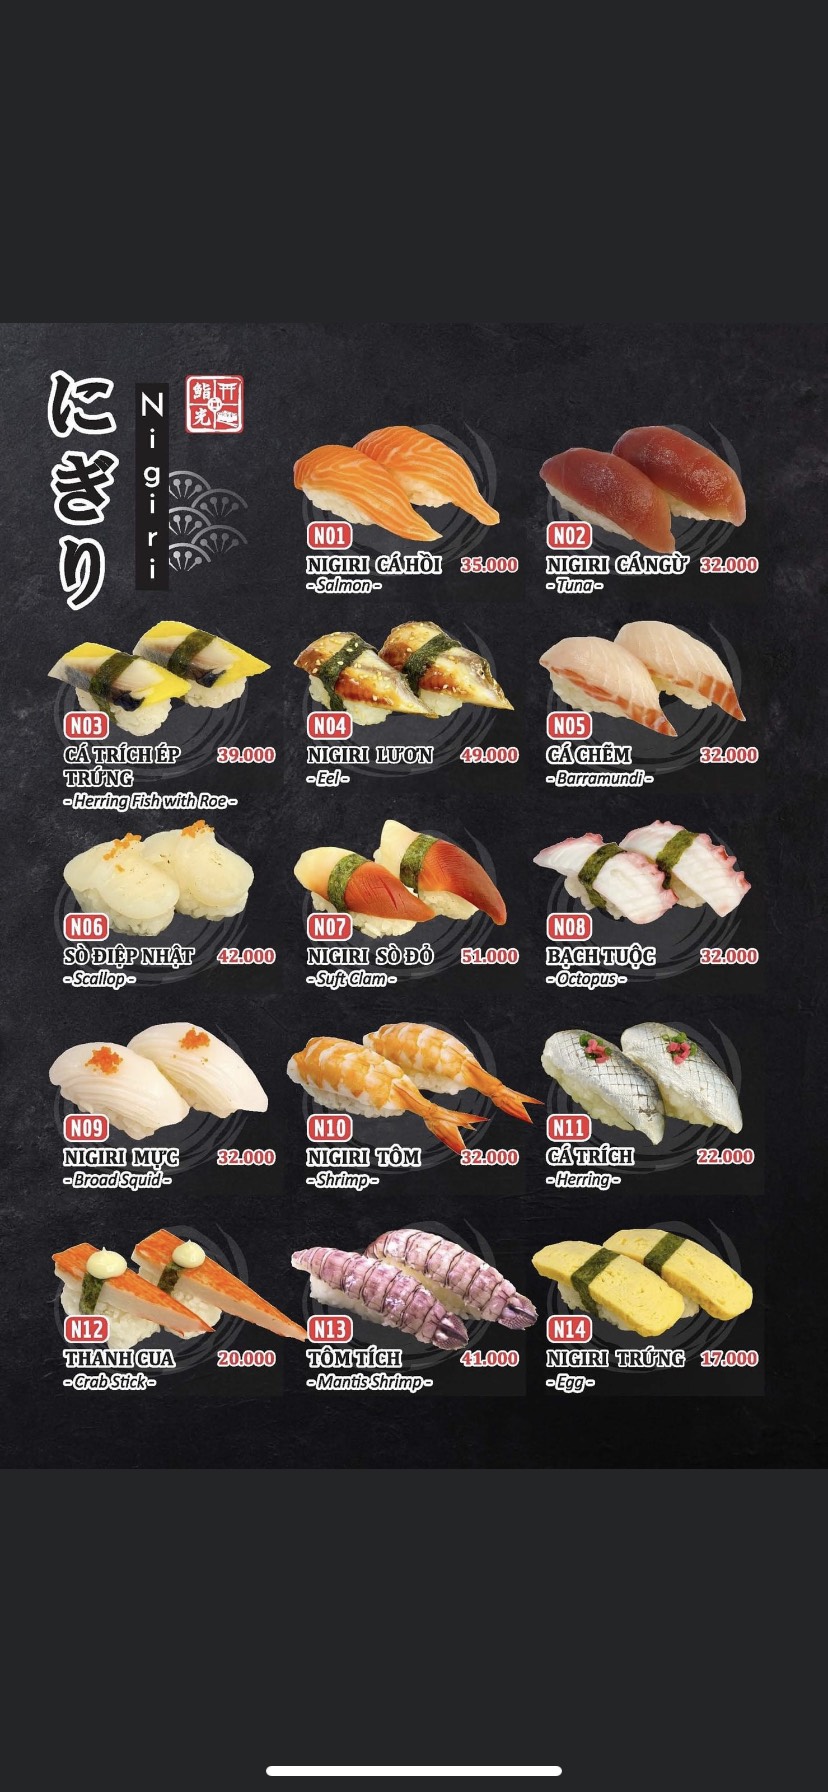 にぎり
Nigiri
鮨
光
N01
NIGIRI CÁ HỒI 35.000
- Salmon -
N02
NIGIRI CÁ NGỪ 32.000
- Tuna -
N03
CÁ TRÍCH ÉP 39.000
TRỨNG
- Herring Fish with Roe -
N04
NIGIRI LƯƠN 49.000
- Eel -
N05
CÁ CHẼM 32.000
- Barramundi -
N06
SÒ ĐIỆP NHẬT 42.000
- Scallop -
N07
NIGIRI SÒ ĐỎ 51.000
- Suft Clam -
N08
BẠCH TUỘC 32.000
- Octopus -
N09
NIGIRI MỰC 32.000
- Broad Squid -
N10
NIGIRI TÔM 32.000
- Shrimp -
N11
CÁ TRÍCH 22.000
- Herring -
N12
THANH CUA 20.000
- Crab Stick -
N13
TÔM TÍCH 41.000
- Mantis Shrimp -
N14
NIGIRI TRỨNG 17.000
- Egg -